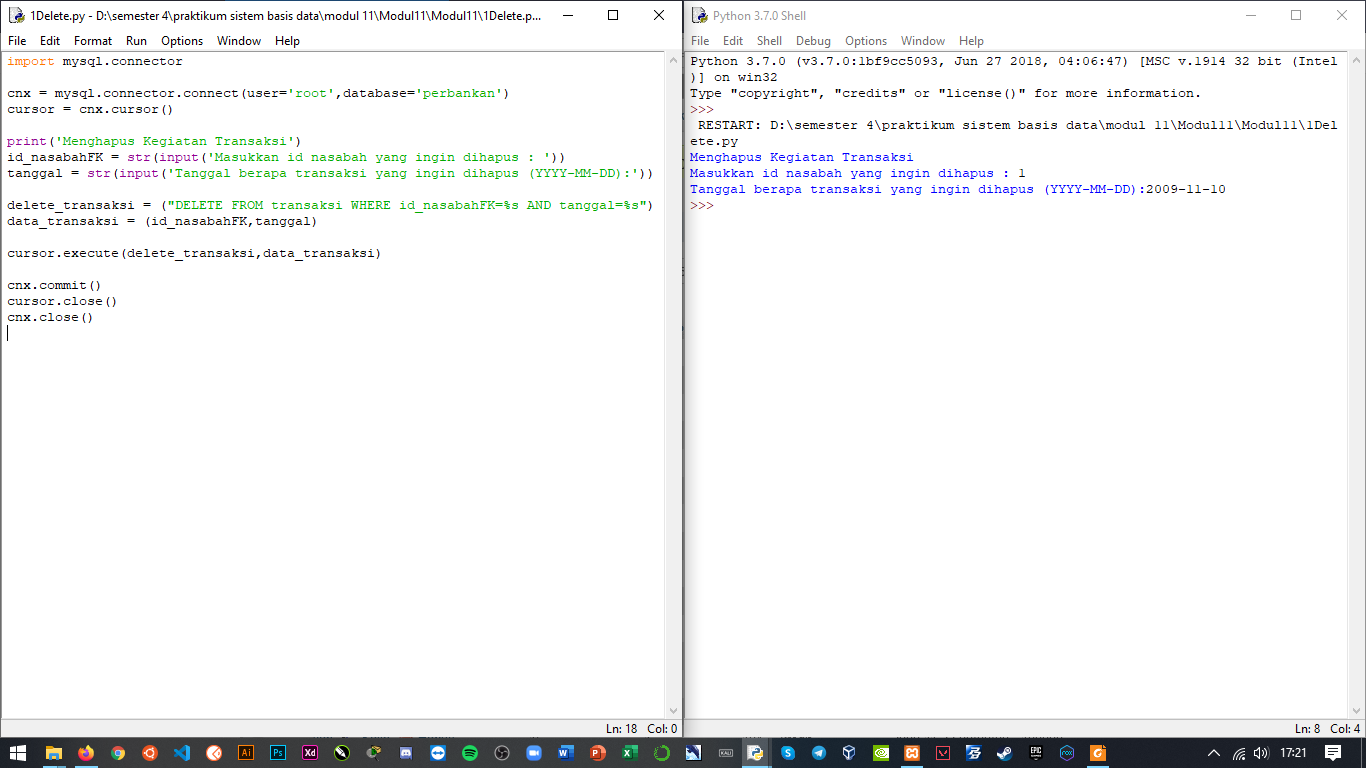 1Delete.py - D:\semester 4\praktikum sistem basis data\modul 11\Modul11\Modul11\1Delete.p...
File Edit Format Run Options Window Help
import mysql.connector
cnx = mysql.connector.connect(user='root',database='perbankan')
cursor = cnx.cursor()
print('Menghapus Kegiatan Transaksi')
id_nasabahFK = str(input('Masukkan id nasabah yang ingin dihapus : '))
tanggal = str(input('Tanggal berapa transaksi yang ingin dihapus (YYYY-MM-DD):'))
delete_transaksi = ("DELETE FROM transaksi WHERE id_nasabahFK=%s AND tanggal=%s")
data_transaksi = (id_nasabahFK,tanggal)
cursor.execute(delete_transaksi,data_transaksi)
cnx.commit()
cursor.close()
cnx.close()
Ln: 18 Col: 0
Python 3.7.0 Shell
File Edit Shell Debug Options Window Help
Python 3.7.0 (v3.7.0:1bf9cc5093, Jun 27 2018, 04:06:47) [MSC v.1914 32 bit (Intel
)] on win32
Type "copyright", "credits" or "license()" for more information.
>>>
RESTART: D:\semester 4\praktikum sistem basis data\modul 11\Modul11\Modul11\1Del
ete.py
Menghapus Kegiatan Transaksi
Masukkan id nasabah yang ingin dihapus : 1
Tanggal berapa transaksi yang ingin dihapus (YYYY-MM-DD):2009-11-10
>>>
Ln: 8 Col: 4
17:21